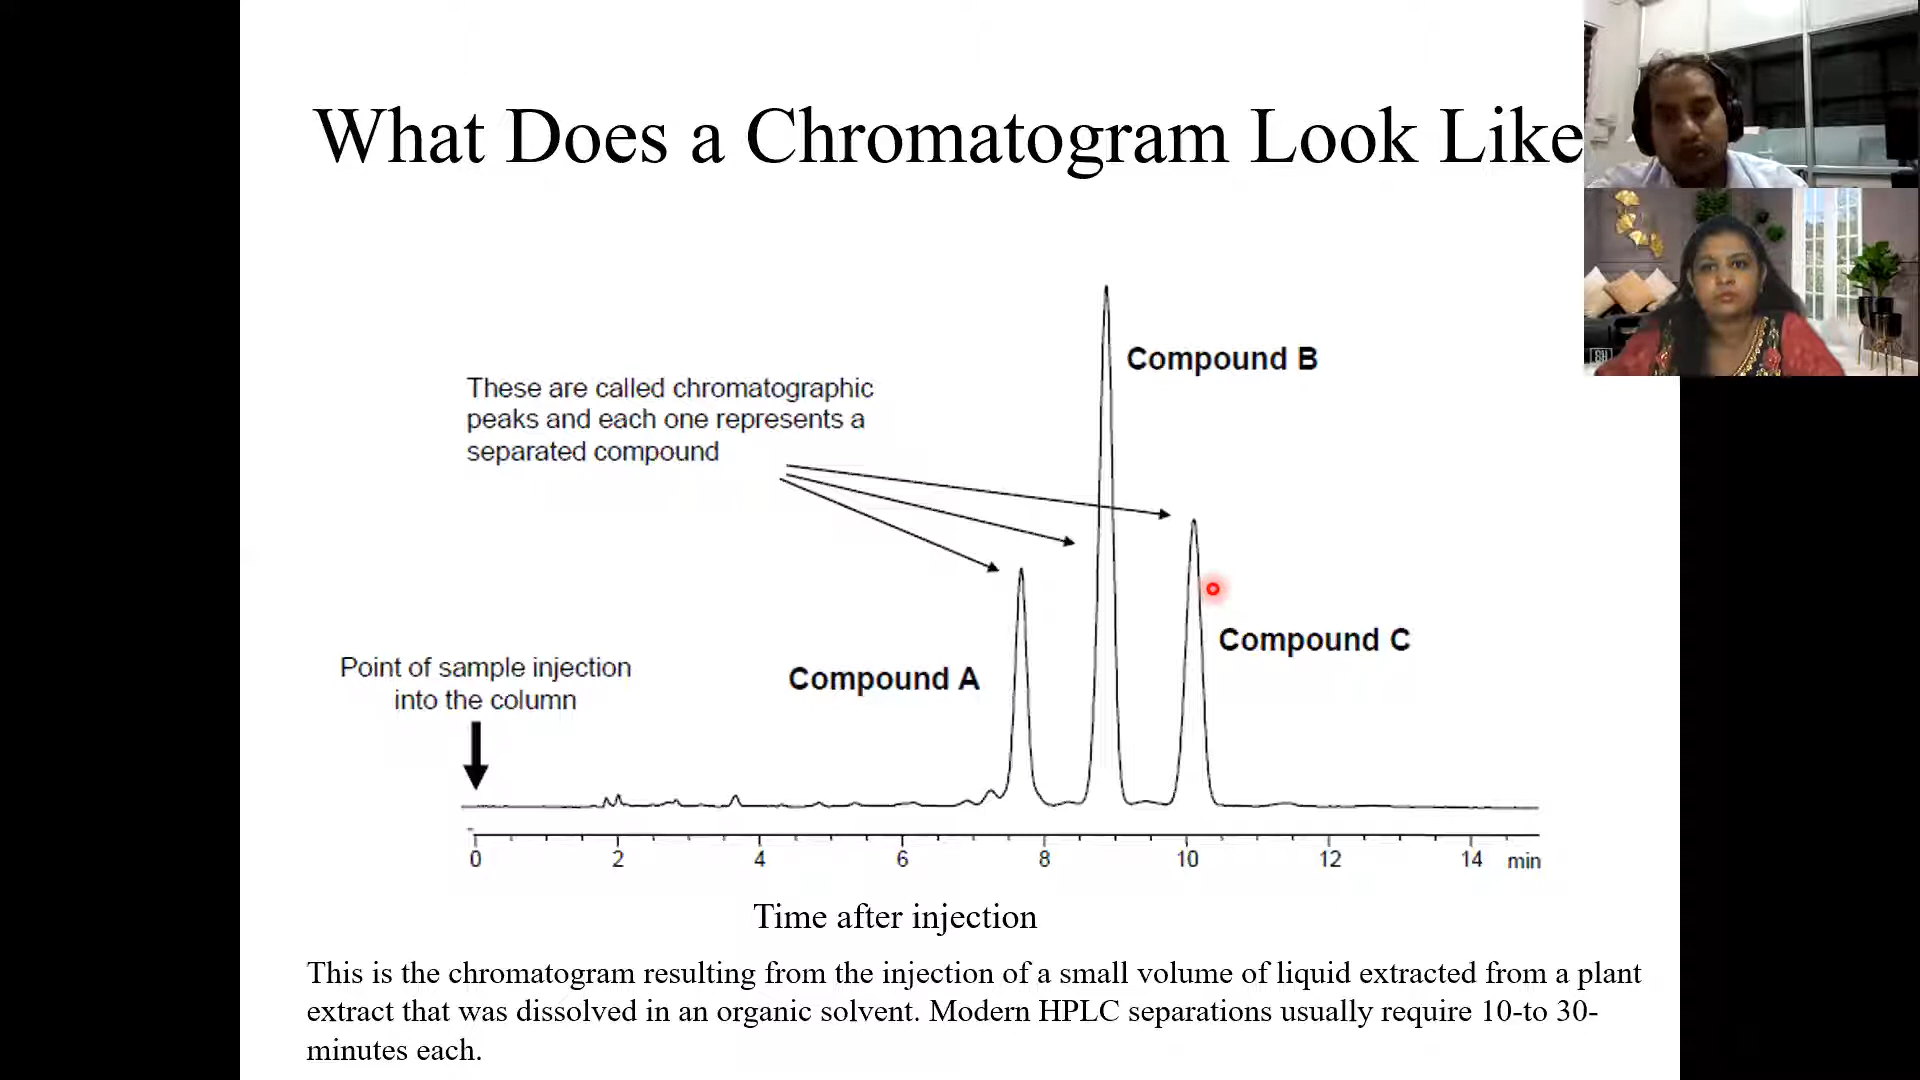 What Does a Chromatogram Look Like
Compound B
These are called chromatographic
peaks and each one represents a
separated compound
Compound C
Point of sample injection
into the column
Compound A
0 2 4 6 8 10 12 14 min
Time after injection
This is the chromatogram resulting from the injection of a small volume of liquid extracted from a plant
extract that was dissolved in an organic solvent. Modern HPLC separations usually require 10-to 30-
minutes each.